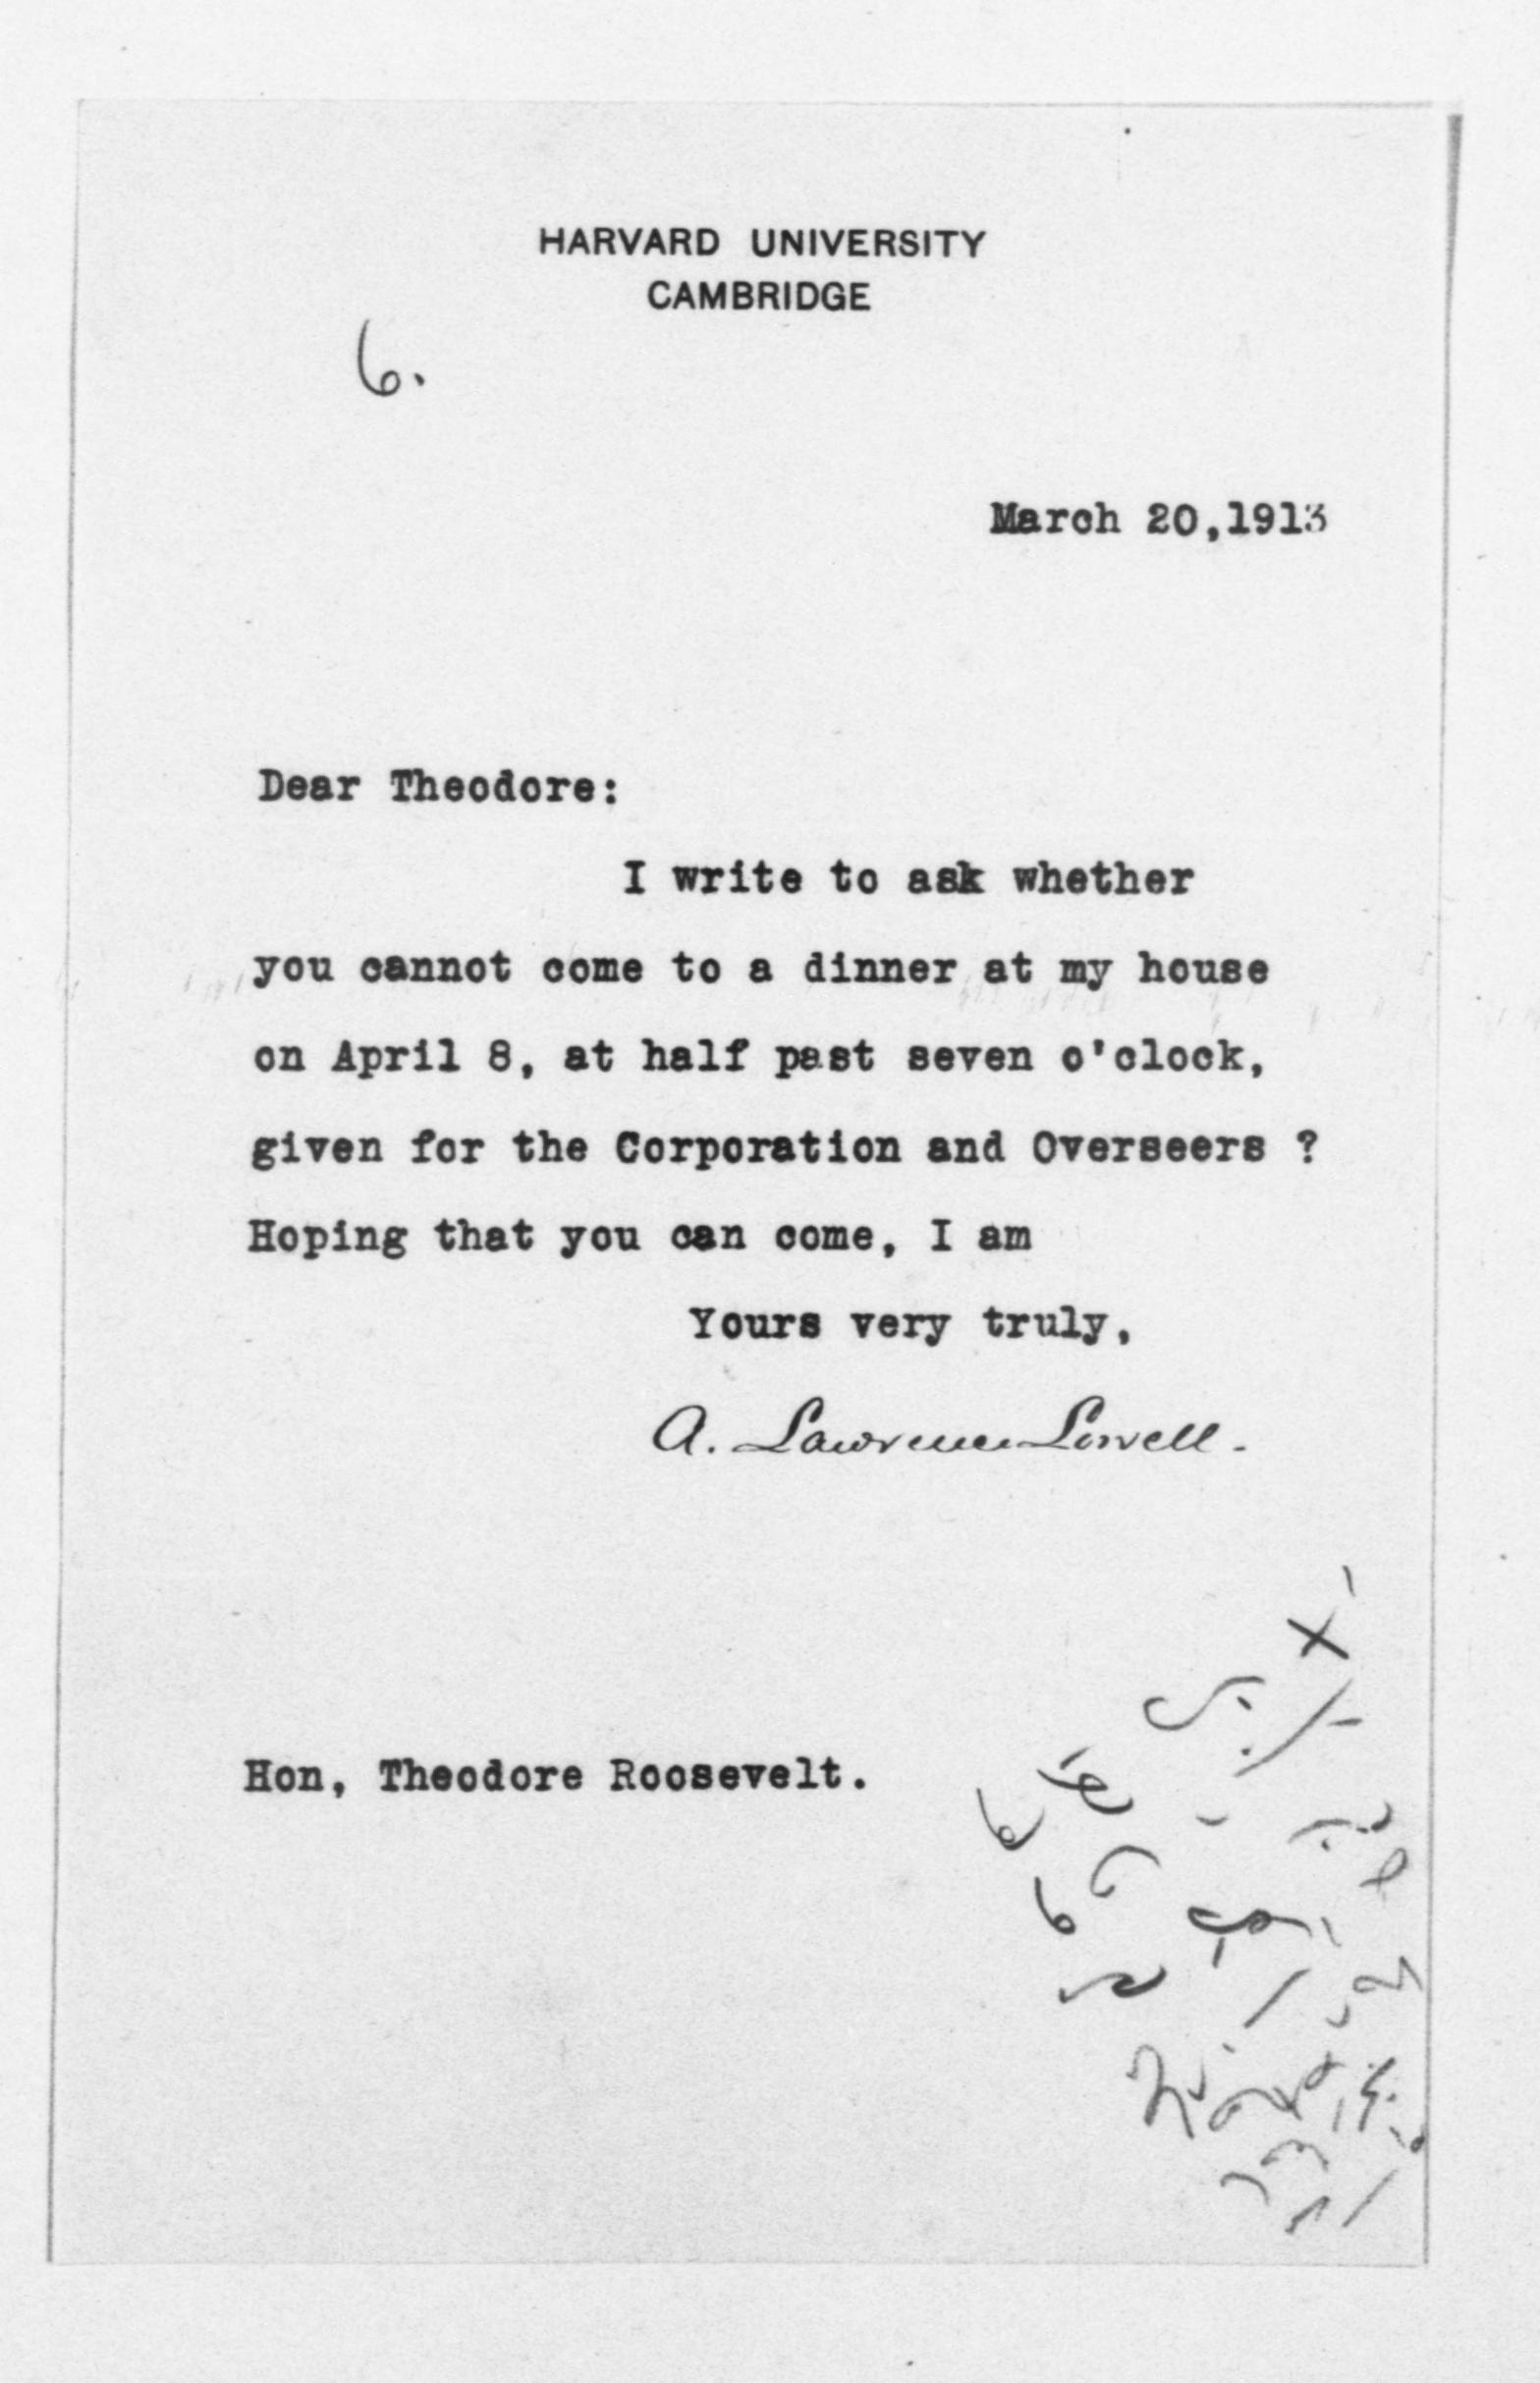 HARVARD UNIVERSITY
CAMBRIDGE
6.
March 20,1913
Dear Theodore:
I write to ask whether
you cannot come to a dinner at my house
on April 8, at half past seven o'clock,
given for the Corporation and Overseers ?
Hoping that you can come, I am
Yours very truly,
A. Lawrence Lowell.
Hon, Theodore Roosevelt.